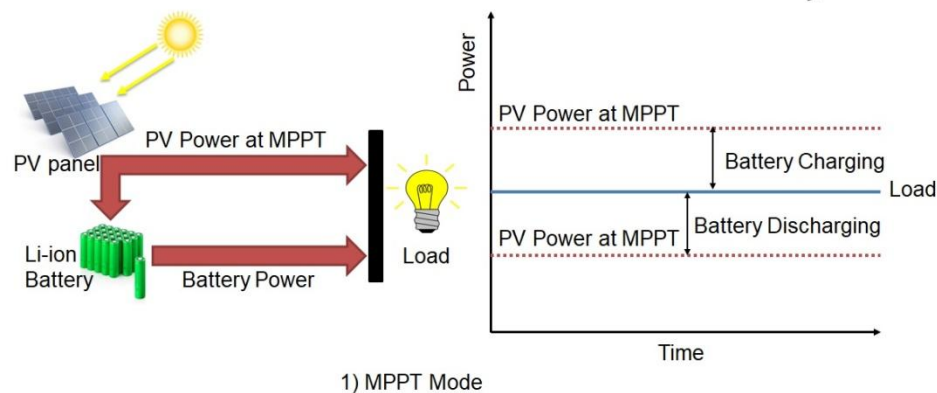 PV Power at MPPT
PV panel
Li-ion
Battery
Battery Power
Load
Power
PV Power at MPPT
Battery Charging
Load
Battery Discharging
PV Power at MPPT
Time
1) MPPT Mode